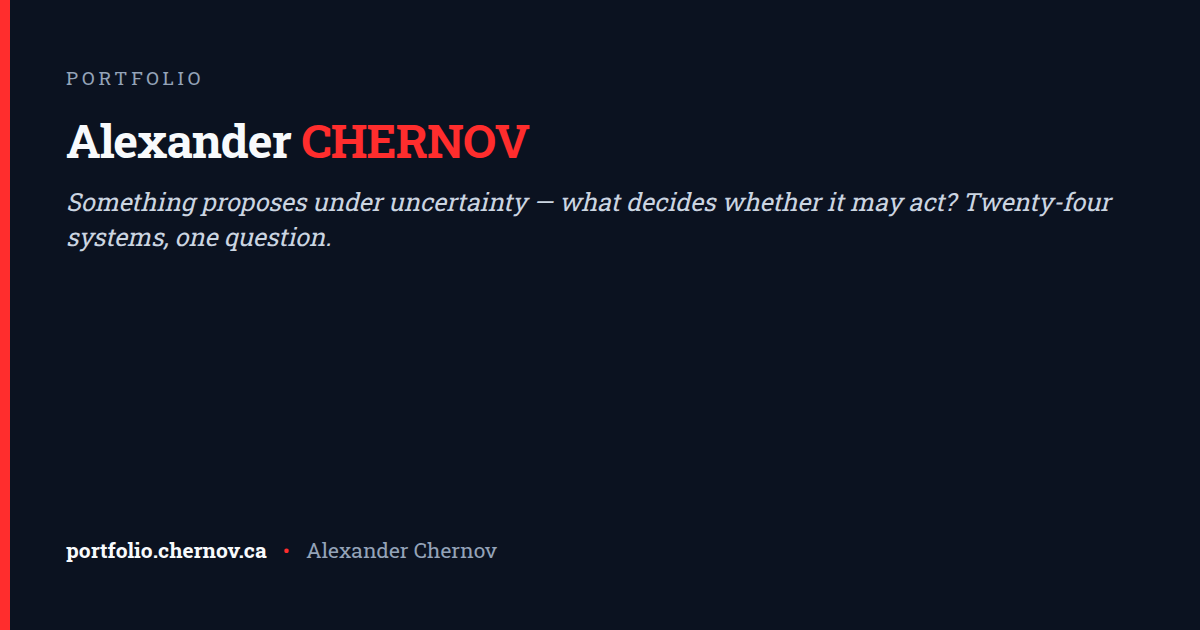 PORTFOLIO
Alexander CHERNOV
Something proposes under uncertainty — what decides whether it may act? Twenty-four
systems, one question.
portfolio.chernov.ca • Alexander Chernov